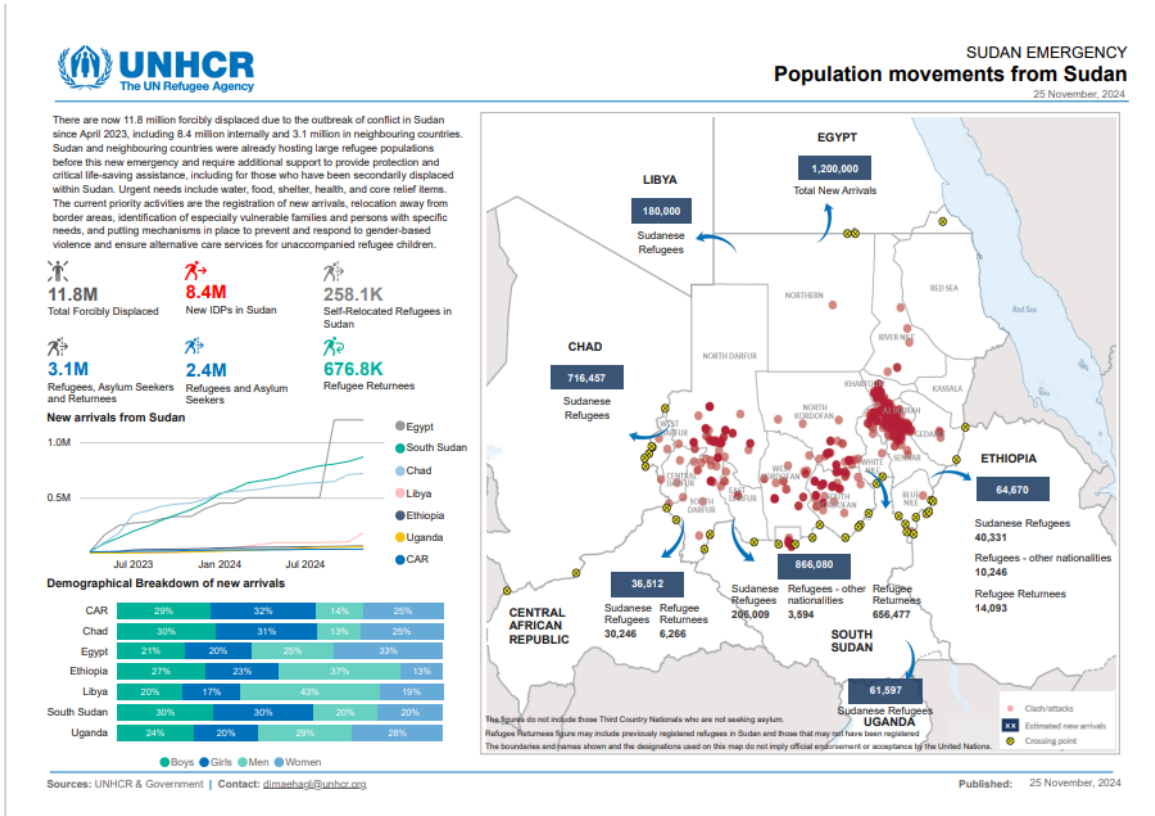 UNHCR
The UN Refugee Agency
SUDAN EMERGENCY
Population movements from Sudan
25 November, 2024
There are now 11.8 million forcibly displaced due to the outbreak of conflict in Sudan
since April 2023, including 8.4 million internally and 3.1 million in neighbouring countries.
Sudan and neighbouring countries were already hosting large refugee populations
before this new emergency and require additional support to provide protection and
critical life-saving assistance, including for those who have been secondarily displaced
within Sudan. Urgent needs include water, food, shelter, health, and core relief items.
The current priority activities are the registration of new arrivals, relocation away from
border areas, identification of especially vulnerable families and persons with specific
needs, and putting mechanisms in place to prevent and respond to gender-based
violence and ensure alternative care services for unaccompanied refugee children.
11.8M
Total Forcibly Displaced
8.4M
New IDPs in Sudan
258.1K
Self-Relocated Refugees in
Sudan
3.1M
Refugees, Asylum Seekers
and Returnees
2.4M
Refugees and Asylum
Seekers
676.8K
Refugee Returnees
New arrivals from Sudan
1.0M
0.5M
Jul 2023
Jan 2024
Jul 2024
Egypt
South Sudan
Chad
Libya
Ethiopia
Uganda
CAR
Demographical Breakdown of new arrivals
CAR 29% 32% 14% 25%
Chad 30% 31% 13% 25%
Egypt 21% 20% 25% 33%
Ethiopia 27% 23% 37% 13%
Libya 20% 17% 43% 19%
South Sudan 30% 30% 20% 20%
Uganda 24% 20% 29% 28%
Boys Girls Men Women
EGYPT
1,200,000
Total New Arrivals
LIBYA
180,000
Sudanese
Refugees
CHAD
716,457
Sudanese
Refugees
NORTHERN
RED SEA
Red Sea
RIVER NILE
NORTH DARFUR
KASSALA
NORTH
KORDOFAN
WEST
CENTRAL
DARFUR
SOUTH
DARFUR
EAST
DARFUR
WEST
KORDOFAN
SOUTH
WHITE
NILE
BLUE
NILE
ETHIOPIA
64,670
Sudanese Refugees
40,331
Refugees - other nationalities
10,246
Refugee Returnees
14,093
36,512
Sudanese
Refugees
30,246
Refugee
Returnees
6,266
CENTRAL
AFRICAN
REPUBLIC
866,080
Sudanese
Refugees
206,009
Refugees - other
nationalities
3,594
Refugee
Returnees
656,477
SOUTH
SUDAN
61,597
Sudanese Refugees
UGANDA
The figures do not include those Third Country Nationals who are not seeking asylum.
Refugee Returnees figure may include previously registered refugees in Sudan and those that may not have been registered
The boundaries and names shown and the designations used on this map do not imply official endorsement or acceptance by the United Nations.
Clash/attacks
XX Estimated new arrivals
Crossing point
Sources: UNHCR & Government | Contact: dimaehagl@unhcr.org
Published: 25 November, 2024